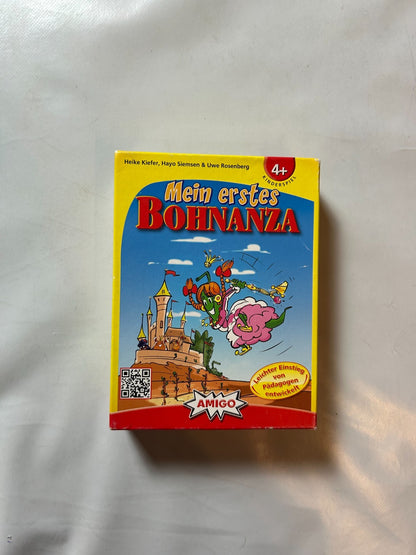 Heike Kiefer, Hayo Siemsen & Uwe Rosenberg
4+
KINDERSPIEL
Mein erstes
BOHNANZA
Leichter Einstieg
von
Pädagogen
entwickelt
AMIGO